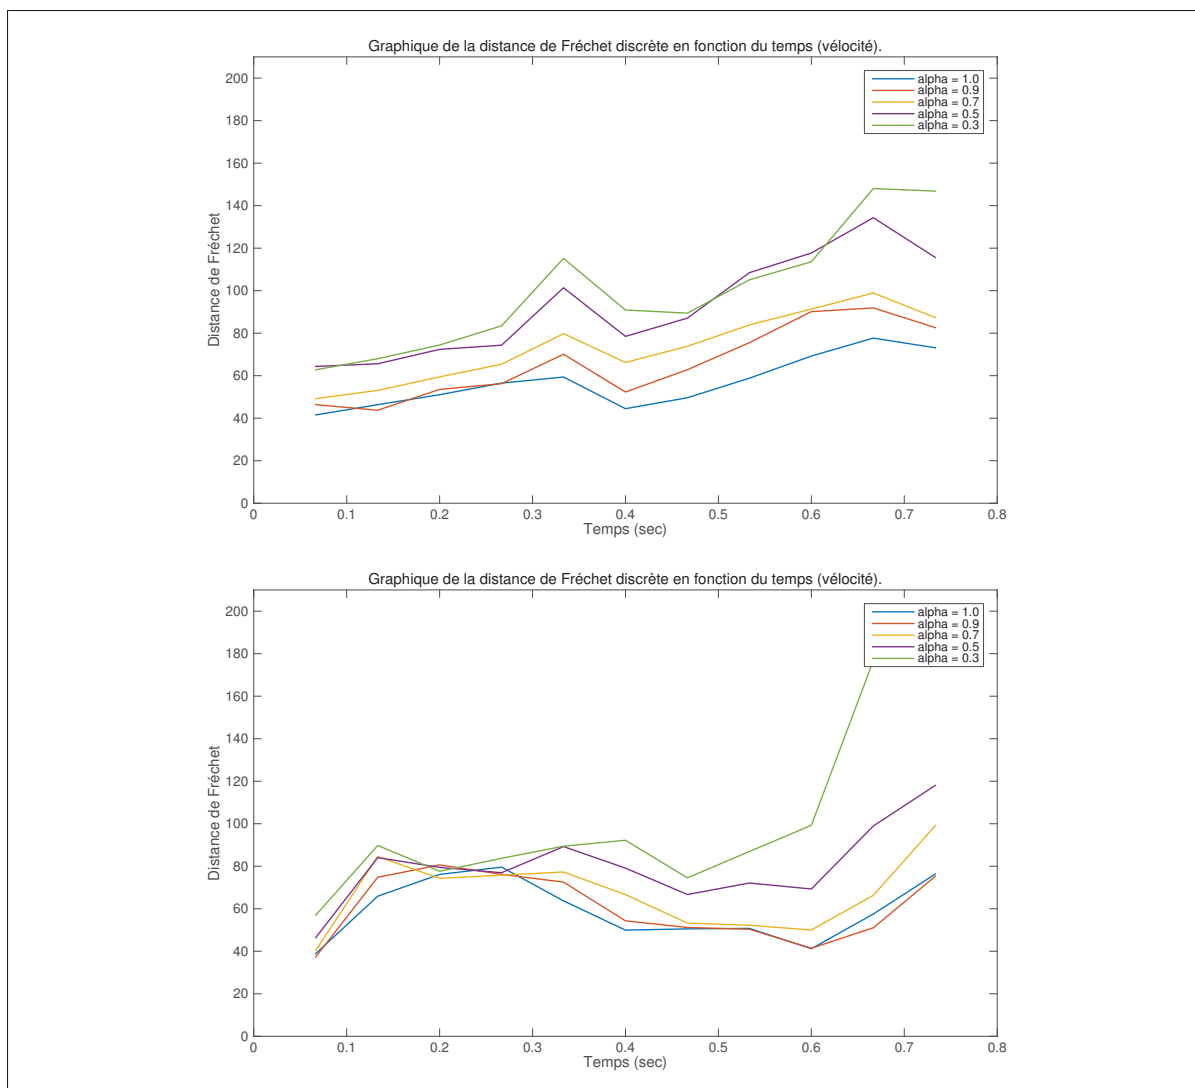 Graphique de la distance de Fréchet discrète en fonction du temps (vélocité).
200
180
160
140
120
100
80
60
40
20
0
Distance de Fréchet
alpha = 1.0
alpha = 0.9
alpha = 0.7
alpha = 0.5
alpha = 0.3
0 0.1 0.2 0.3 0.4 0.5 0.6 0.7 0.8
Temps (sec)
Graphique de la distance de Fréchet discrète en fonction du temps (vélocité).
200
180
160
140
120
100
80
60
40
20
0
Distance de Fréchet
alpha = 1.0
alpha = 0.9
alpha = 0.7
alpha = 0.5
alpha = 0.3
0 0.1 0.2 0.3 0.4 0.5 0.6 0.7 0.8
Temps (sec)